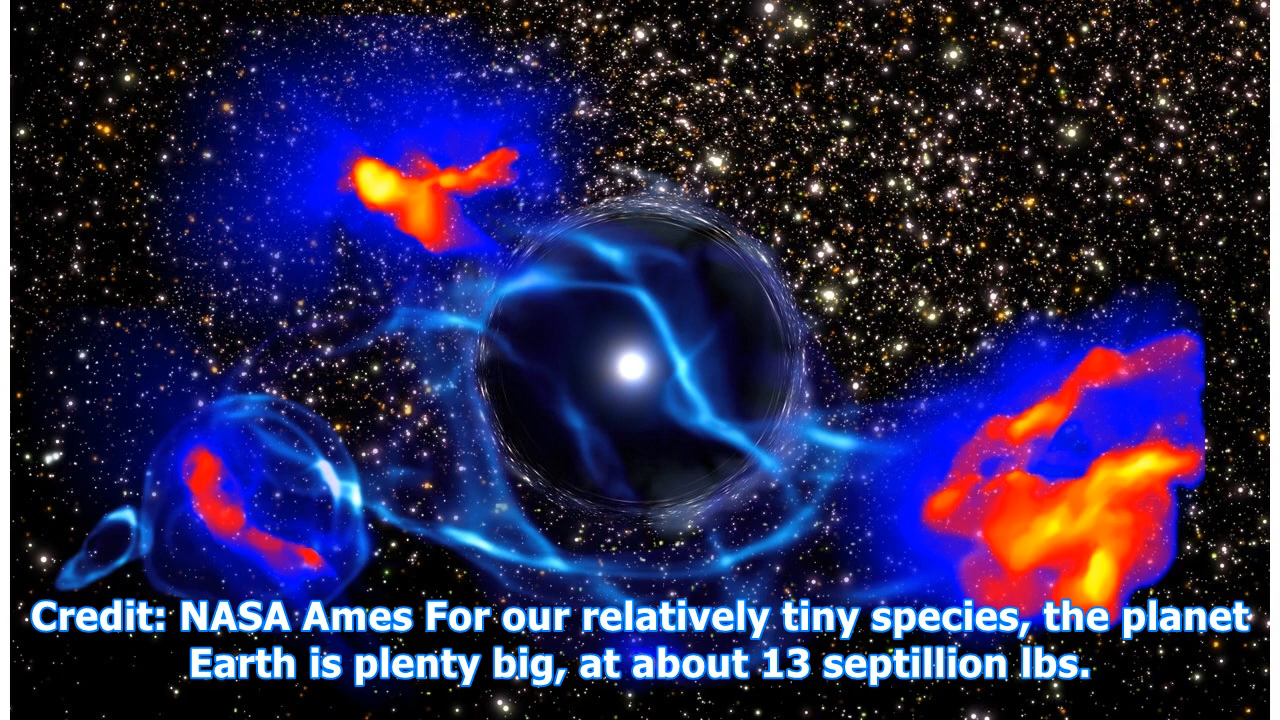 Credit: NASA Ames For our relatively tiny species, the planet
Earth is plenty big, at about 13 septillion lbs.